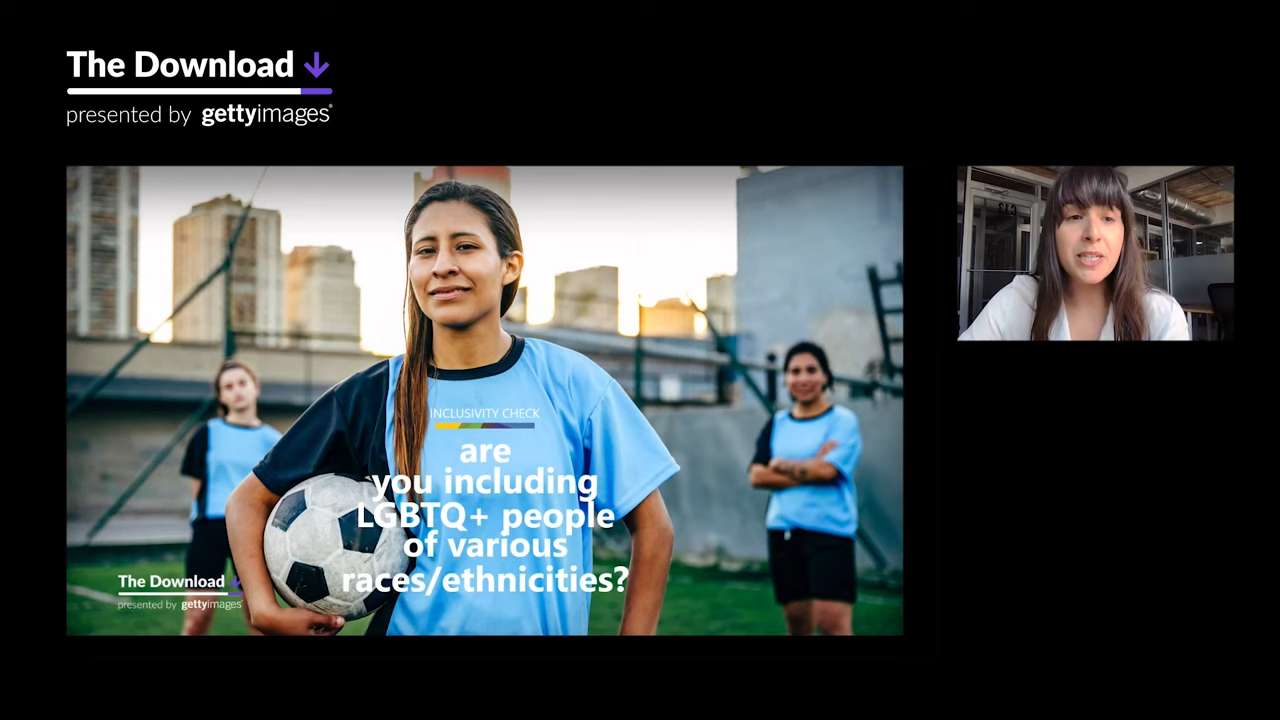 The Download
presented by gettyimages®
INCLUSIVITY CHECK
are
you including
LGBTQ+ people
of various
races/ethnicities?
The Download
presented by gettyimages®